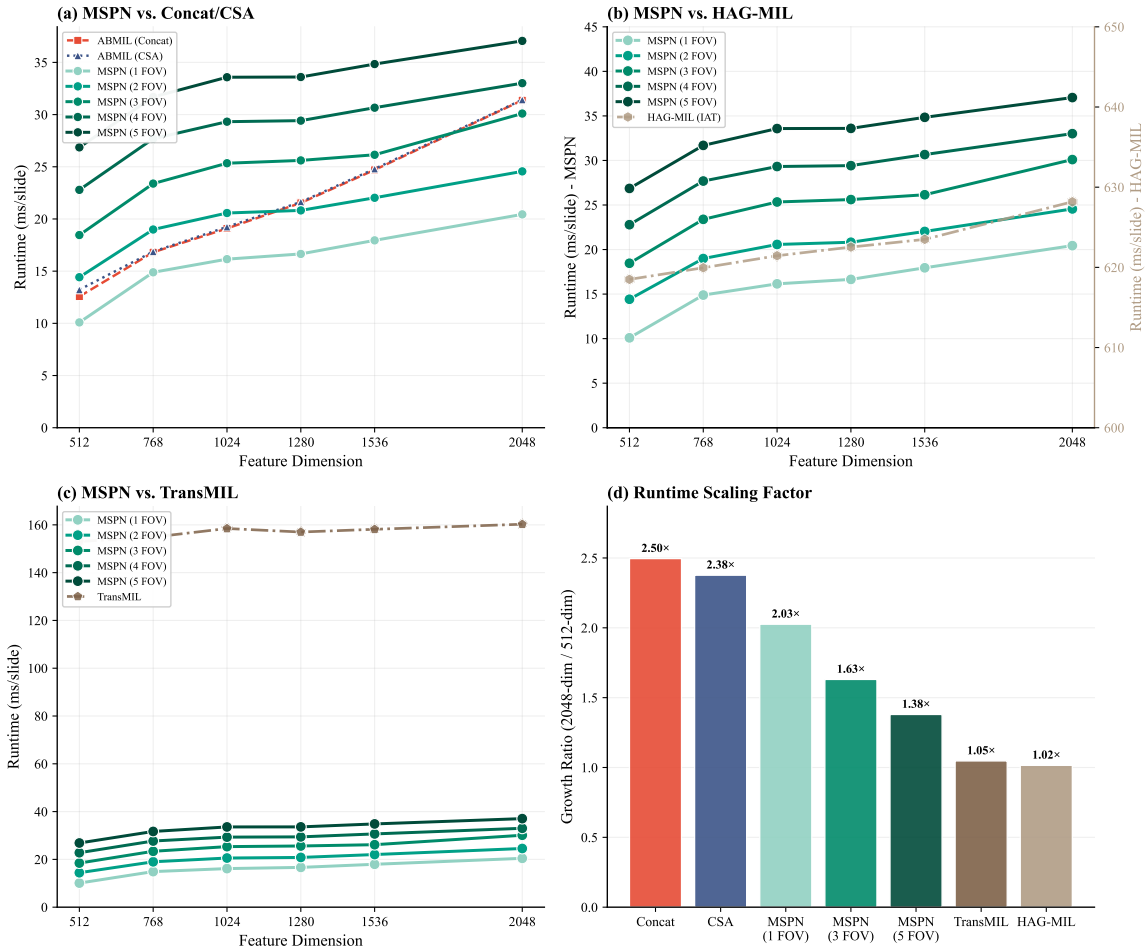 (a) MSPN vs. Concat/CSA
ABMIL (Concat)
ABMIL (CSA)
MSPN (1 FOV)
MSPN (2 FOV)
MSPN (3 FOV)
MSPN (4 FOV)
MSPN (5 FOV)
Runtime (ms/slide)
35
30
25
20
15
10
5
0
512
768
1024
1280
1536
2048
Feature Dimension
(b) MSPN vs. HAG-MIL
MSPN (1 FOV)
MSPN (2 FOV)
MSPN (3 FOV)
MSPN (4 FOV)
MSPN (5 FOV)
HAG-MIL (IAT)
Runtime (ms/slide) - MSPN
45
40
35
30
25
20
15
10
5
0
512
768
1024
1280
1536
2048
Feature Dimension
650
640
630
620
610
600
Runtime (ms/slide) - HAG-MIL
(c) MSPN vs. TransMIL
MSPN (1 FOV)
MSPN (2 FOV)
MSPN (3 FOV)
MSPN (4 FOV)
MSPN (5 FOV)
TransMIL
Runtime (ms/slide)
160
140
120
100
80
60
40
20
0
512
768
1024
1280
1536
2048
Feature Dimension
(d) Runtime Scaling Factor
Growth Ratio (2048-dim / 512-dim)
2.5
2.0
1.5
1.0
0.5
0.0
2.50×
2.38×
2.03×
1.63×
1.38×
1.05×
1.02×
Concat
CSA
MSPN
(1 FOV)
MSPN
(3 FOV)
MSPN
(5 FOV)
TransMIL
HAG-MIL